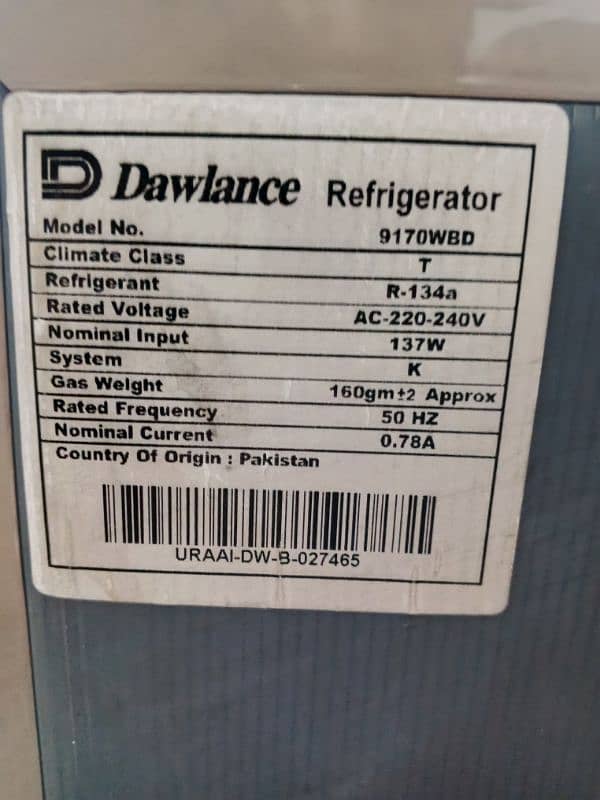 Dawlance Refrigerator
Model No. 9170WBD
Climate Class T
Refrigerant R-134a
Rated Voltage AC-220-240V
Nominal Input 137W
System K
Gas Weight 160gm±2 Approx
Rated Frequency 50 HZ
Nominal Current 0.78A
Country Of Origin : Pakistan
URAAI-DW-B-027465